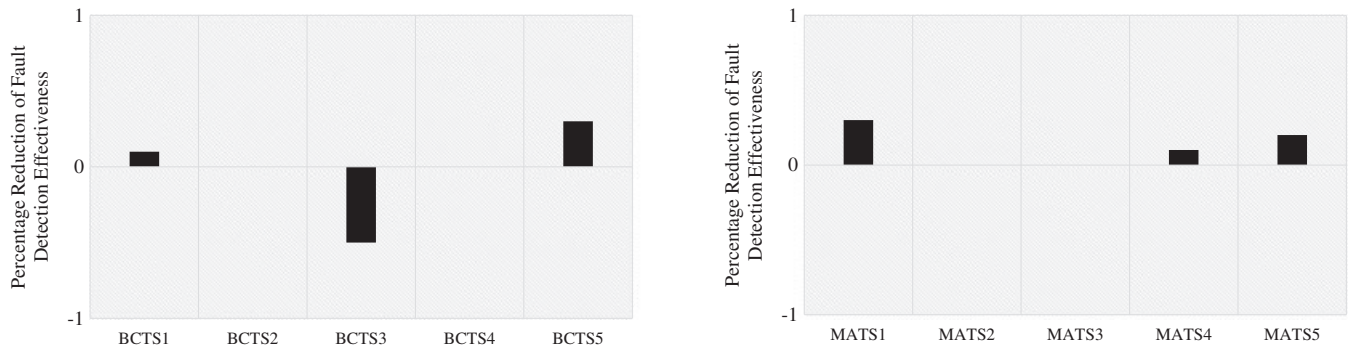 Percentage Reduction of Fault
Detection Effectiveness
1
0
-1
BCTS1 BCTS2 BCTS3 BCTS4 BCTS5
Percentage Reduction of Fault
Detection Effectiveness
1
0
-1
MATS1 MATS2 MATS3 MATS4 MATS5